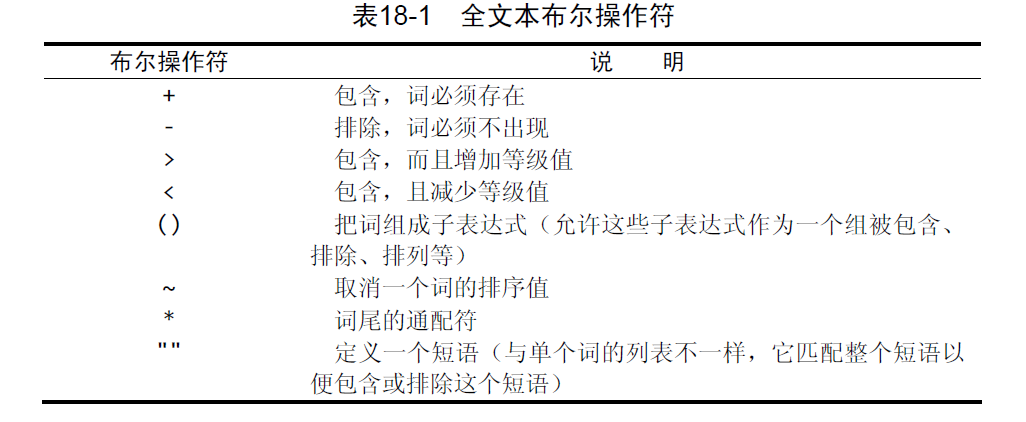 表18-1 全文本布尔操作符
布尔操作符 说 明
+ 包含，词必须存在
- 排除，词必须不出现
> 包含，而且增加等级值
< 包含，且减少等级值
() 把词组成子表达式（允许这些子表达式作为一个组被包含、
排除、排列等）
~ 取消一个词的排序值
* 词尾的通配符
"" 定义一个短语（与单个词的列表不一样，它匹配整个短语以
便包含或排除这个短语）